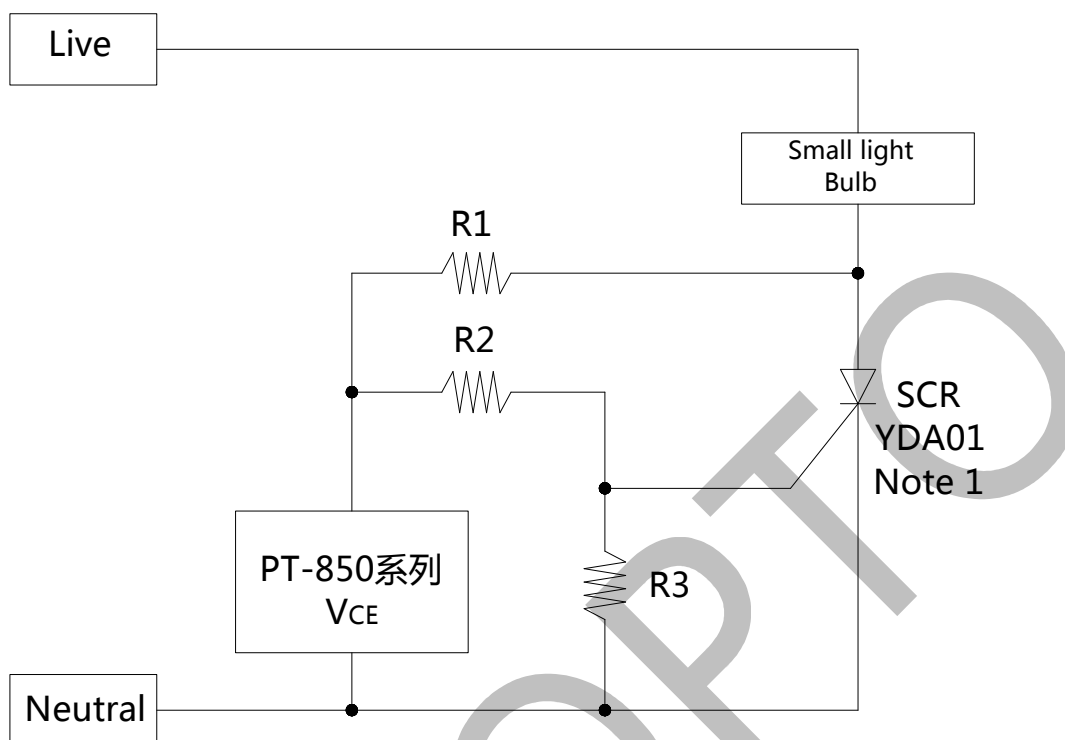 Live
Small light
Bulb
R1
R2
SCR
YDA01
Note 1
PT-850系列
VCE
R3
Neutral
OPTO